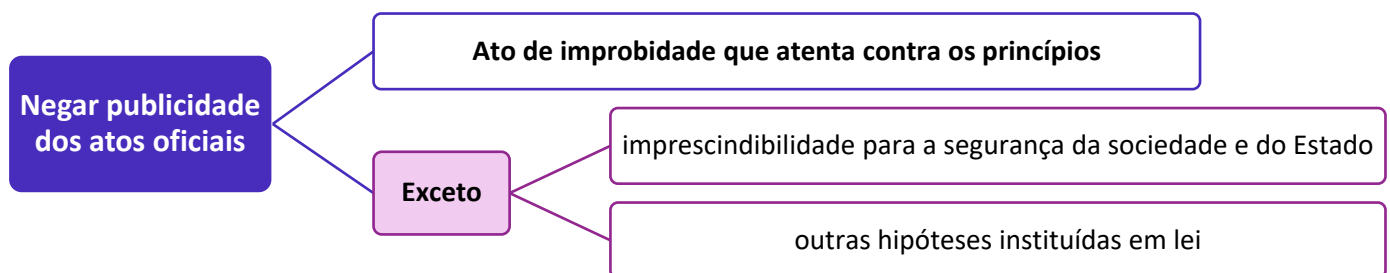 Negar publicidade
dos atos oficiais
Ato de improbidade que atenta contra os princípios
Exceto
imprescindibilidade para a segurança da sociedade e do Estado
outras hipóteses instituídas em lei